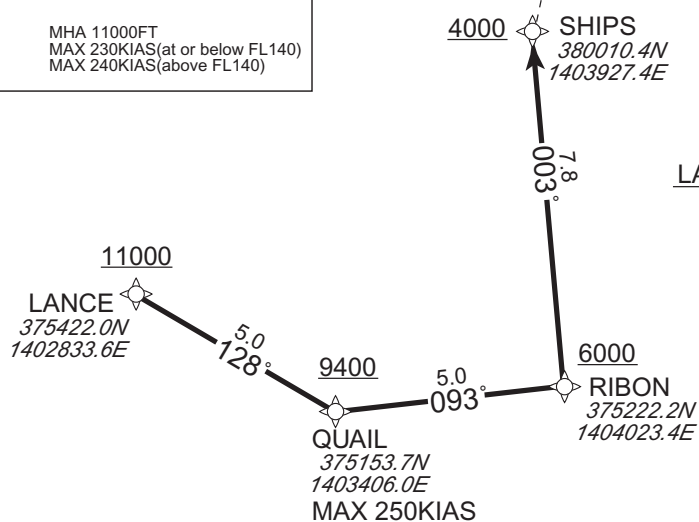 MHA 11000FT
MAX 230KIAS(at or below FL140)
MAX 240KIAS(above FL140)
4000
SHIPS
380010.4N
1403927.4E
7.8
003°
LA
11000
LANCE
375422.0N
1402833.6E
5.0
128°
9400
5.0
093°
6000
RIBON
375222.2N
1404023.4E
QUAIL
375153.7N
1403406.0E
MAX 250KIAS